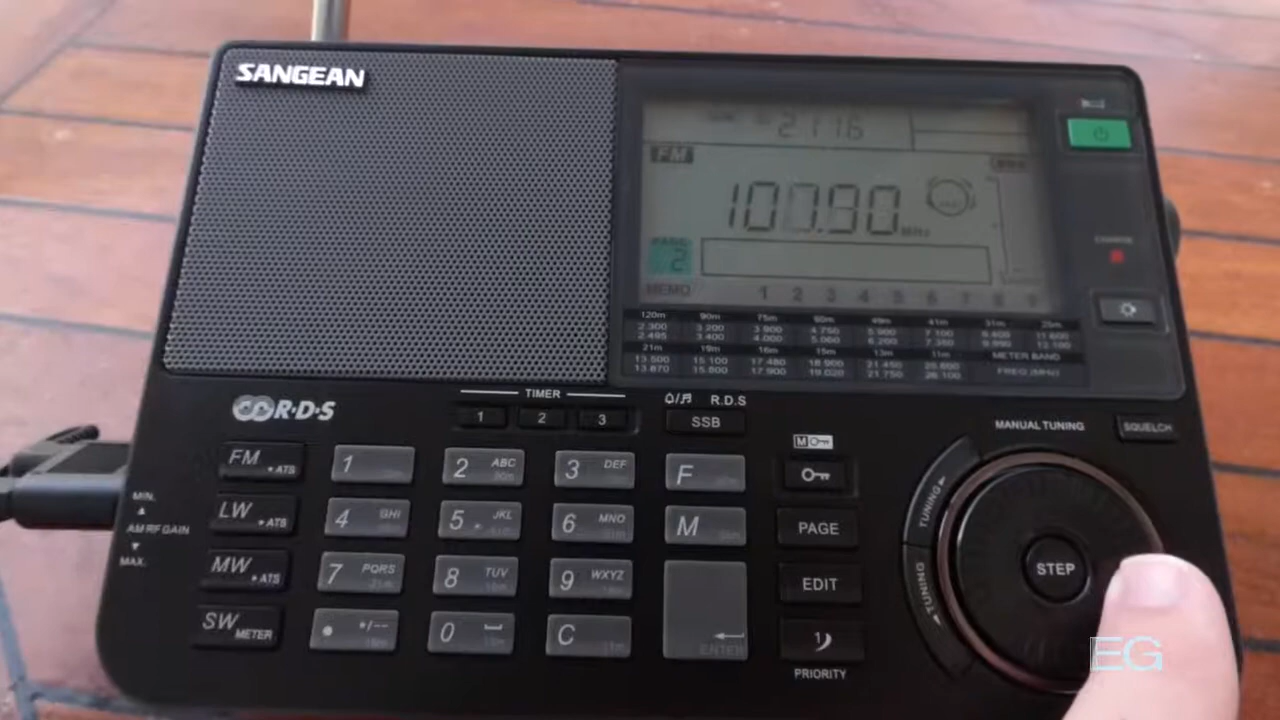 SANGEAN
21:16
FM
100.90 MHz
PAGE
2
MEMO
1 2 3 4 5 6 7 8 9
120m 90m 75m 60m 49m 41m 31m 25m
2.300 3.200 3.900 4.750 5.900 7.100 9.400 11.600
2.495 3.400 4.000 5.060 6.200 7.350 9.990 12.100
21m 19m 16m 15m 13m 11m METER BAND
13.500 15.100 17.480 18.900 21.450 25.600
13.870 15.800 17.900 19.020 21.750 26.100 FREQ.(MHz)
CHARGE
R·D·S
TIMER
1 2 3
R.D.S
SSB
MANUAL TUNING
SQUELCH
FM •ATS
1
2 ABC
3 DEF
F
M
LW •ATS
4 GHI
5 JKL
6 MNO
M
PAGE
MW •ATS
7 PQRS
8 TUV
9 WXYZ
EDIT
SW METER
• */--
0
C
ENTER
PRIORITY
MIN.
AM RF GAIN
MAX.
TUNING
TUNING
STEP
EG